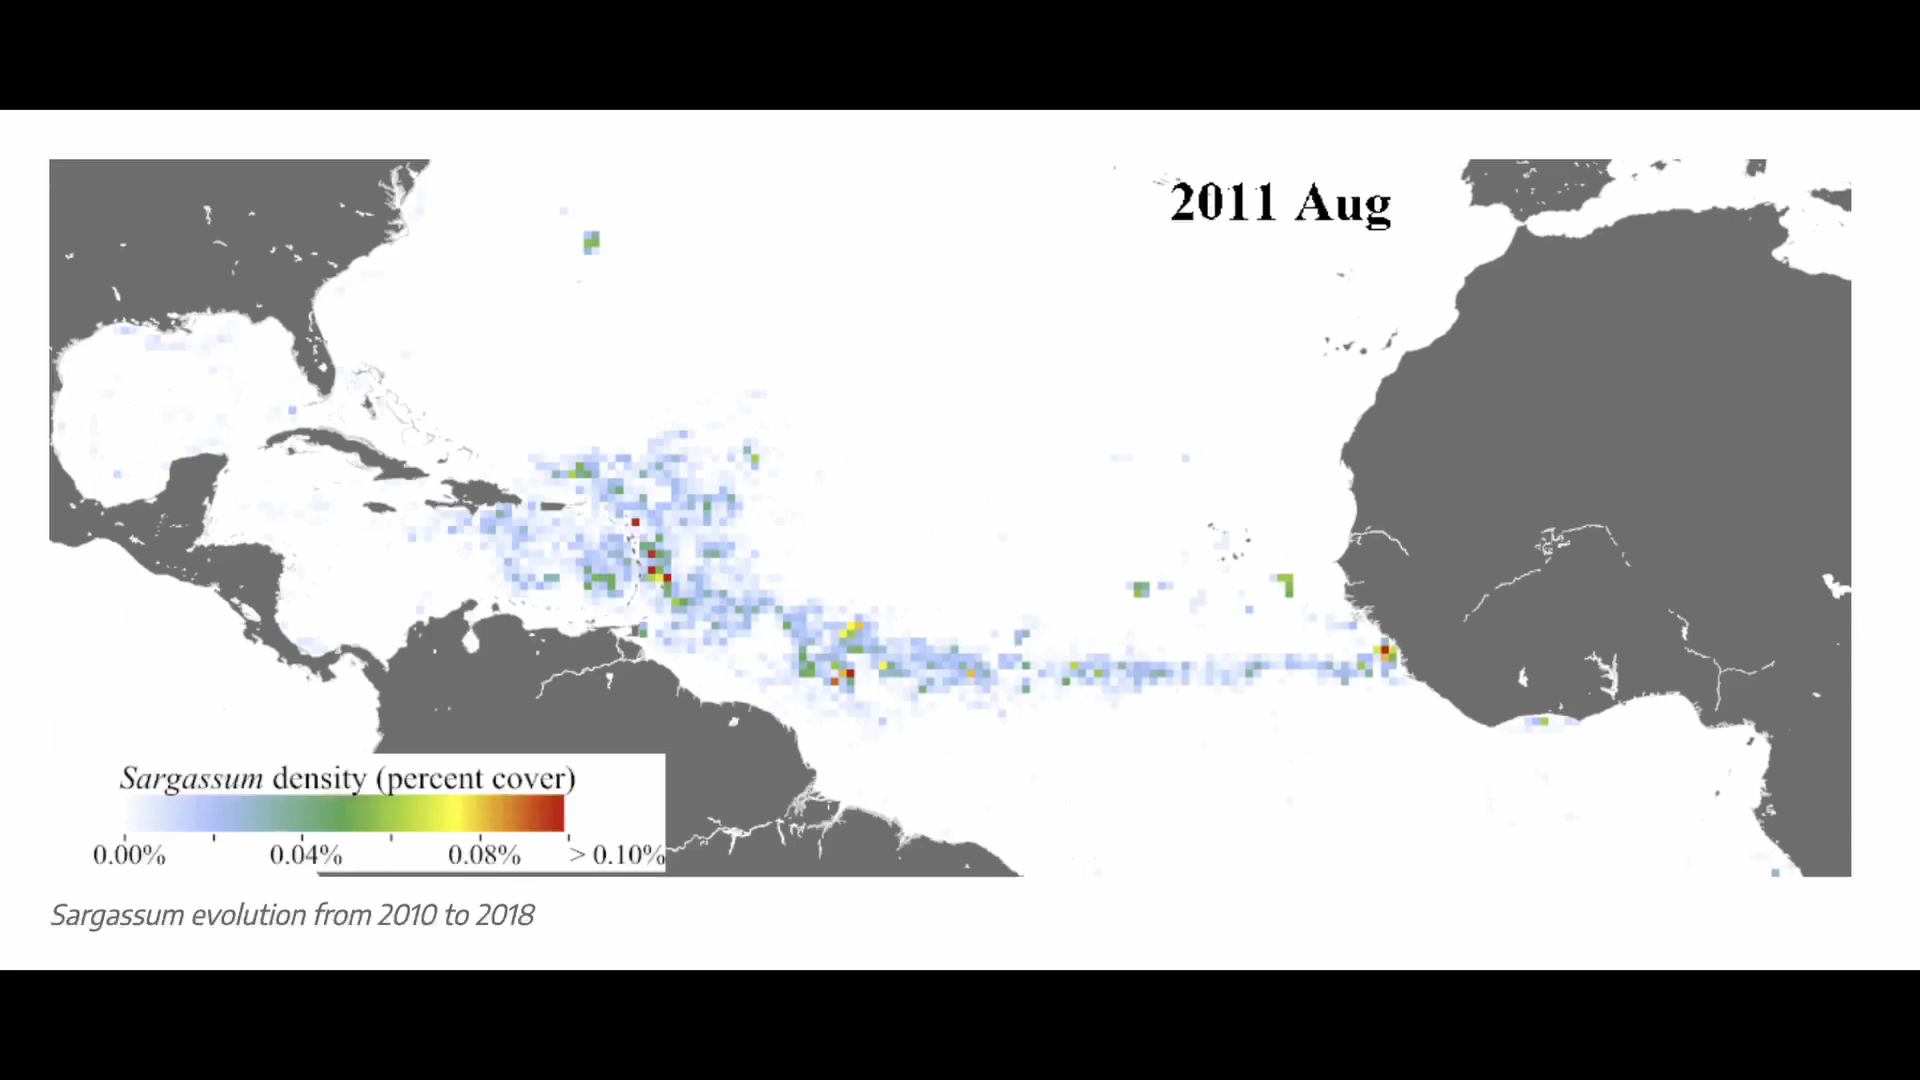 2011 Aug
Sargassum density (percent cover)
0.00% 0.04% 0.08% > 0.10%
Sargassum evolution from 2010 to 2018